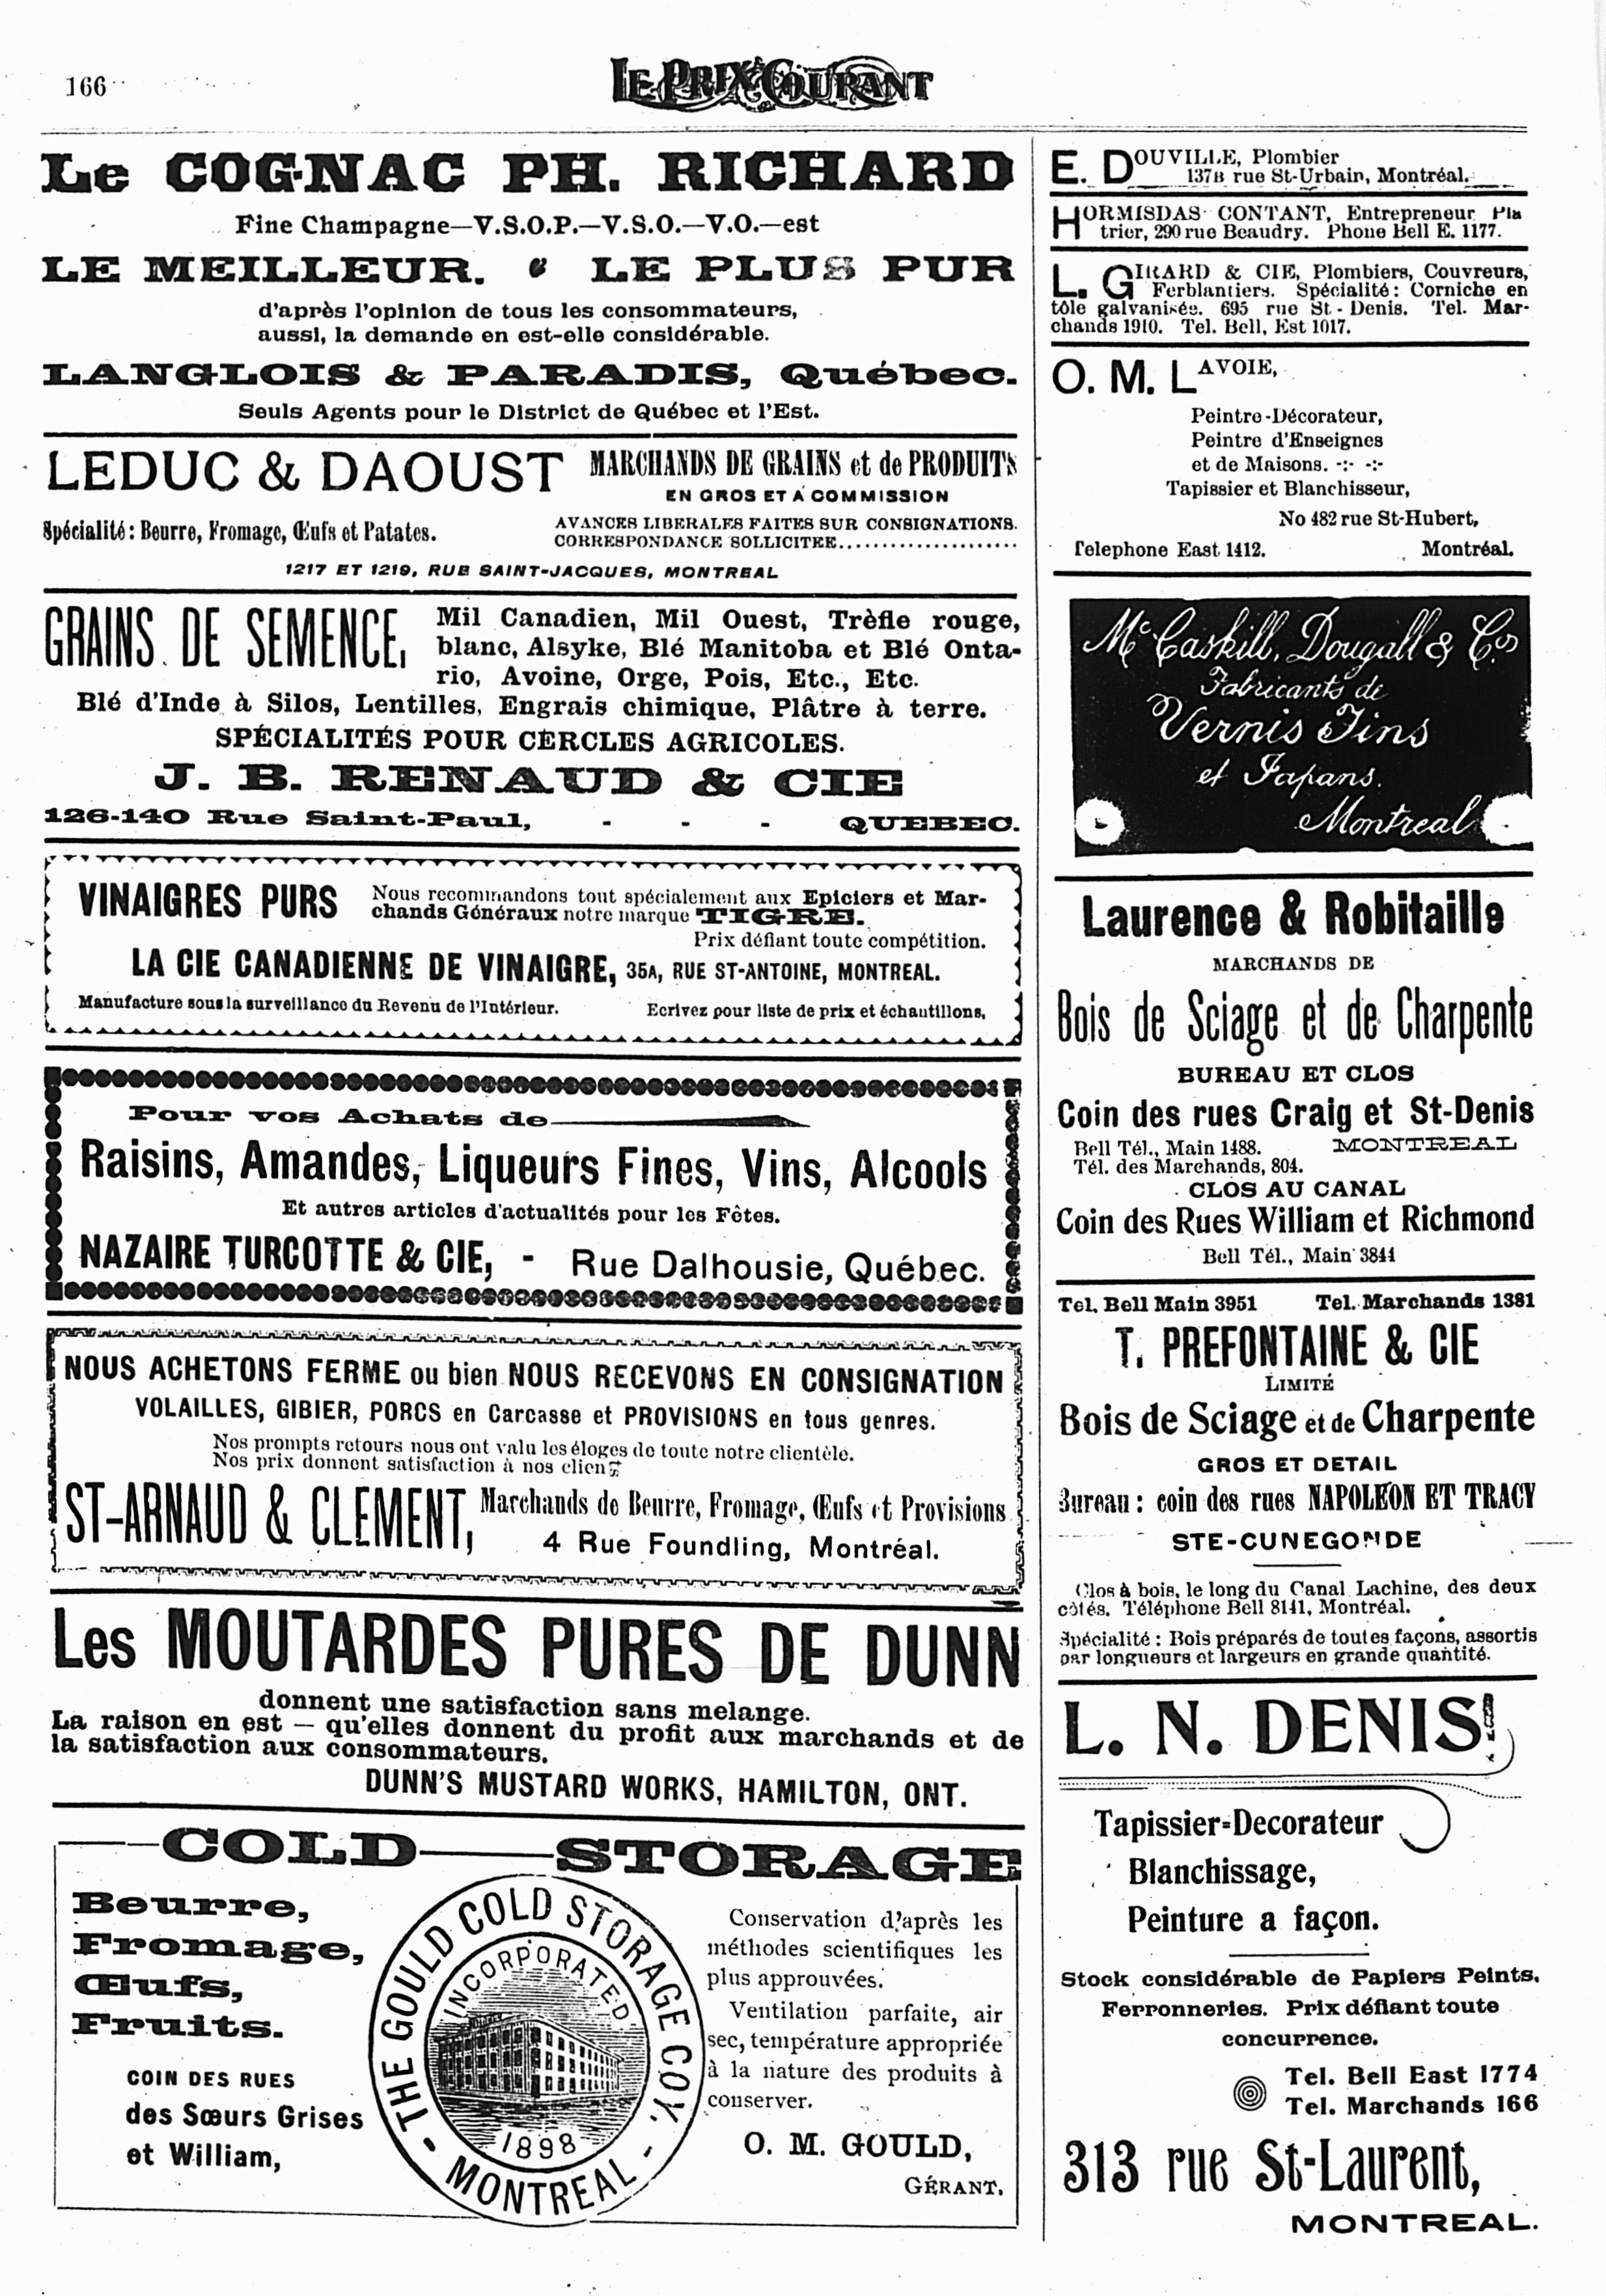 166
LE PRIX COURANT
Le COGNAC PH. RICHARD
Fine Champagne—V.S.O.P.—V.S.O.—V.O.—est
LE MEILLEUR. LE PLUS PUR
d'après l'opinion de tous les consommateurs,
aussi, la demande en est-elle considérable.
LANGLOIS & PARADIS, Québec.
Seuls Agents pour le District de Québec et l'Est.
LEDUC & DAOUST MARCHANDS DE GRAINS et de PRODUITS
EN GROS ET A COMMISSION
Spécialité: Beurre, Fromage, Œufs et Patates.
AVANCES LIBERALES FAITES SUR CONSIGNATIONS.
CORRESPONDANCE SOLLICITEE....................
1217 ET 1219, RUE SAINT-JACQUES, MONTREAL
GRAINS DE SEMENCE, Mil Canadien, Mil Ouest, Trèfle rouge,
blanc, Alsyke, Blé Manitoba et Blé Onta-
rio, Avoine, Orge, Pois, Etc., Etc.
Blé d'Inde à Silos, Lentilles, Engrais chimique, Plâtre à terre.
SPÉCIALITÉS POUR CERCLES AGRICOLES.
J. B. RENAUD & CIE
126-140 Rue Saint-Paul, - - - QUEBEC.
VINAIGRES PURS Nous recommandons tout spécialement aux Epiciers et Mar-
chands Généraux notre marque "TIGRE.
Prix défiant toute compétition.
LA CIE CANADIENNE DE VINAIGRE, 35A, RUE ST-ANTOINE, MONTREAL.
Manufacture sous la surveillance du Revenu de l'Intérieur. Ecrivez pour liste de prix et échantillons,
Pour vos Achats de
Raisins, Amandes, Liqueurs Fines, Vins, Alcools
Et autres articles d'actualités pour les Fêtes.
NAZAIRE TURCOTTE & CIE, - Rue Dalhousie, Québec.
NOUS ACHETONS FERME ou bien NOUS RECEVONS EN CONSIGNATION
VOLAILLES, GIBIER, PORCS en Carcasse et PROVISIONS en tous genres.
Nos prompts retours nous ont valu les éloges de toute notre clientèle.
Nos prix donnent satisfaction à nos clien
ST-ARNAUD & CLEMENT, Marchands de Beurre, Fromage, Œufs et Provisions
4 Rue Foundling, Montréal.
Les MOUTARDES PURES DE DUNN
donnent une satisfaction sans melange.
La raison en est — qu'elles donnent du profit aux marchands et de
la satisfaction aux consommateurs.
DUNN'S MUSTARD WORKS, HAMILTON, ONT.
COLD STORAGE
Beurre,
Fromage,
Œufs,
Fruits.
COIN DES RUES
des Sœurs Grises
et William,
THE GOULD COLD STORAGE COY.
INCORPORATED
1898
MONTREAL
Conservation d'après les
méthodes scientifiques les
plus approuvées.
Ventilation parfaite, air
sec, température appropriée
à la nature des produits à
conserver.
O. M. GOULD,
GÉRANT.
E. DOUVILLE, Plombier
137B rue St-Urbain, Montréal.
HORMISDAS CONTANT, Entrepreneur Pla
trier, 290 rue Beaudry. Phone Bell E. 1177.
L. GIRARD & CIE, Plombiers, Couvreurs,
Ferblantiers. Spécialité: Corniche en
tôle galvanisée. 695 rue St-Denis. Tel. Mar-
chands 1910. Tel. Bell, Est 1017.
O. M. LAVOIE,
Peintre-Décorateur,
Peintre d'Enseignes
et de Maisons. -:- -:-
Tapissier et Blanchisseur,
No 482 rue St-Hubert,
Telephone East 1412. Montréal.
McCaskill, Dougall & Co
Fabricants de
Vernis Fins
et Japans.
Montreal
Laurence & Robitaille
MARCHANDS DE
Bois de Sciage et de Charpente
BUREAU ET CLOS
Coin des rues Craig et St-Denis
Bell Tél., Main 1488. MONTREAL
Tél. des Marchands, 804.
CLOS AU CANAL
Coin des Rues William et Richmond
Bell Tél., Main 3844
Tel. Bell Main 3951 Tel. Marchands 1381
T. PREFONTAINE & CIE
LIMITÉ
Bois de Sciage et de Charpente
GROS ET DETAIL
Bureau: coin des rues NAPOLÉON ET TRACY
STE-CUNEGONDE
Clos à bois, le long du Canal Lachine, des deux
côtés. Téléphone Bell 8141, Montréal.
Spécialité: Bois préparés de toutes façons, assortis
par longueurs et largeurs en grande quantité.
L. N. DENIS
Tapissier-Decorateur
Blanchissage,
Peinture a façon.
Stock considérable de Papiers Peints,
Ferronneries. Prix défiant toute
concurrence.
Tel. Bell East 1774
Tel. Marchands 166
313 rue St-Laurent,
MONTREAL.